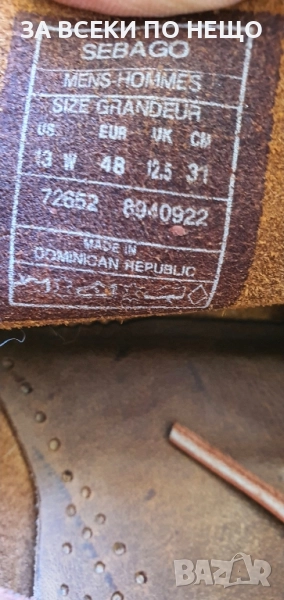 ЗА ВСЕКИ ПО НЕЩО
SEBAGO
MENS-HOMMES
SIZE GRANDEUR
US EUR UK CM
13 W 48 12.5 31
72652 8940922
MADE IN
DOMINICAN REPUBLIC
BAZAR